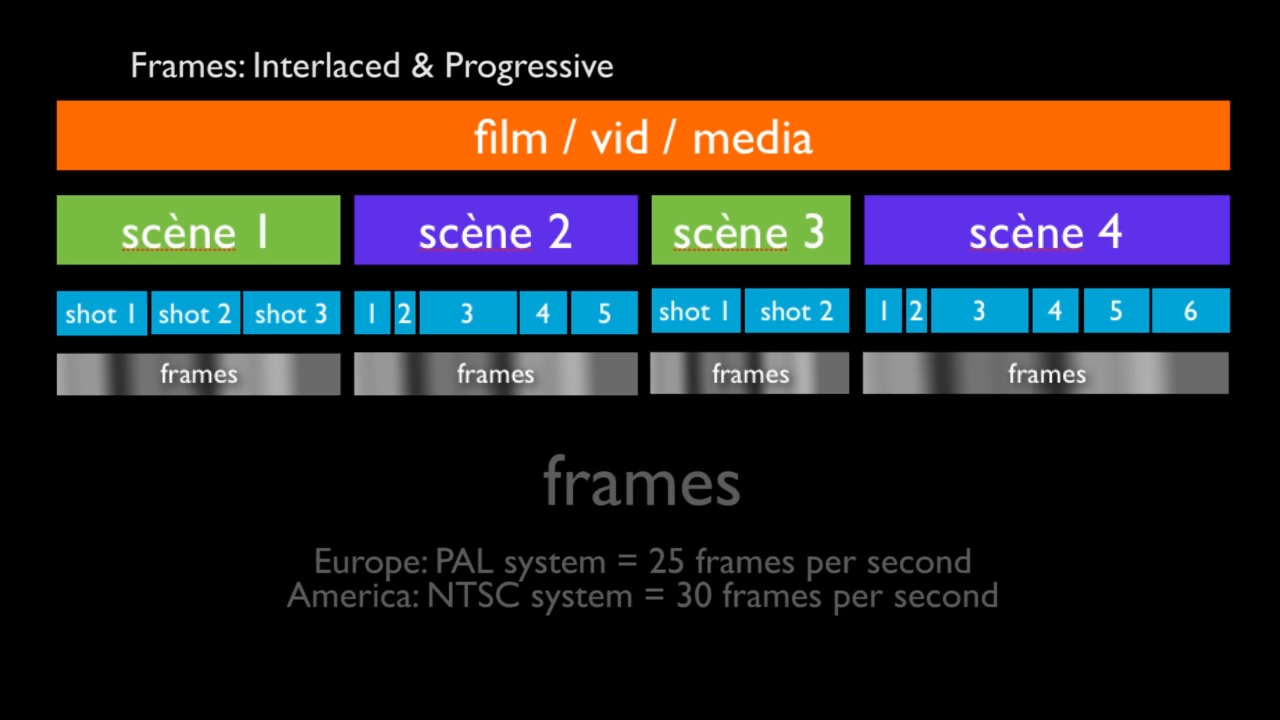 Frames: Interlaced & Progressive
film / vid / media
scène 1 scène 2 scène 3 scène 4
shot 1 shot 2 shot 3 1 2 3 4 5 shot 1 shot 2 1 2 3 4 5 6
frames frames frames frames
frames
Europe: PAL system = 25 frames per second
America: NTSC system = 30 frames per second